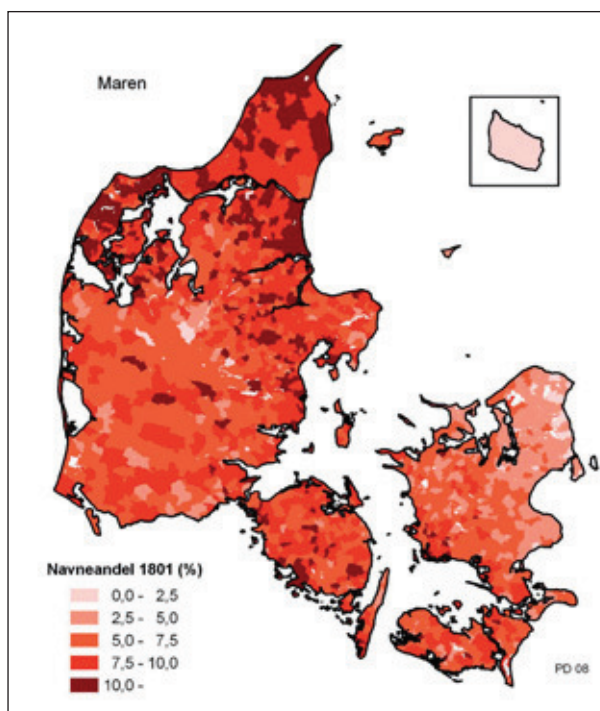 Maren
Navneandel 1801 (%)
0,0 - 2,5
2,5 - 5,0
5,0 - 7,5
7,5 - 10,0
10,0 -
PD 08